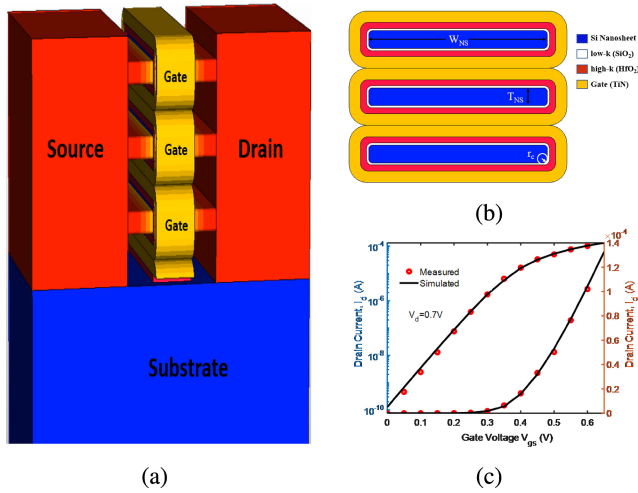 Source
Gate
Gate
Gate
Drain
Substrate
(a)
W_NS
T_NS
r_c
Si Nanosheet
low-k (SiO₂)
high-k (HfO₂)
Gate (TiN)
(b)
Drain Current, I_d (A)
10⁻⁴
10⁻⁶
10⁻⁸
10⁻¹⁰
Measured
Simulated
V_d=0.7V
×10⁻⁴
1.4
1.2
1
0.8
0.6
0.4
0.2
0
Drain Current, I_d (A)
0 0.1 0.2 0.3 0.4 0.5 0.6
Gate Voltage V_gs (V)
(c)